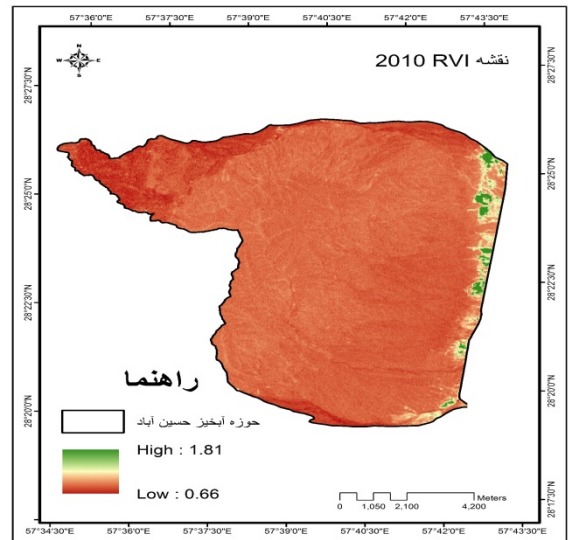 57°36'0"E 57°37'30"E 57°39'0"E 57°40'30"E 57°42'0"E 57°43'30"E
نقشه RVI 2010
N
W E
S
28°27'30"N 28°27'30"N
28°25'0"N 28°25'0"N
28°22'30"N 28°22'30"N
28°20'0"N 28°20'0"N
28°17'30"N
راهنما
حوزه آبخیز حسین آباد
High : 1.81
Low : 0.66
Meters
0 1,050 2,100 4,200
57°34'30"E 57°36'0"E 57°37'30"E 57°39'0"E 57°40'30"E 57°42'0"E 57°43'30"E